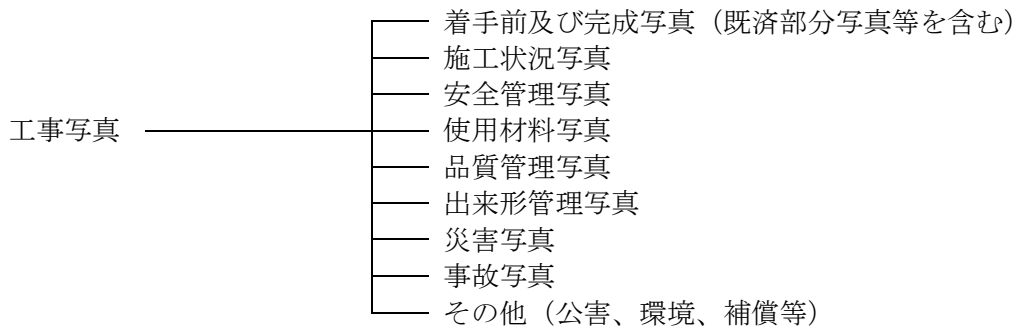 工事写真
着手前及び完成写真（既済部分写真等を含む）
施工状況写真
安全管理写真
使用材料写真
品質管理写真
出来形管理写真
災害写真
事故写真
その他（公害、環境、補償等）